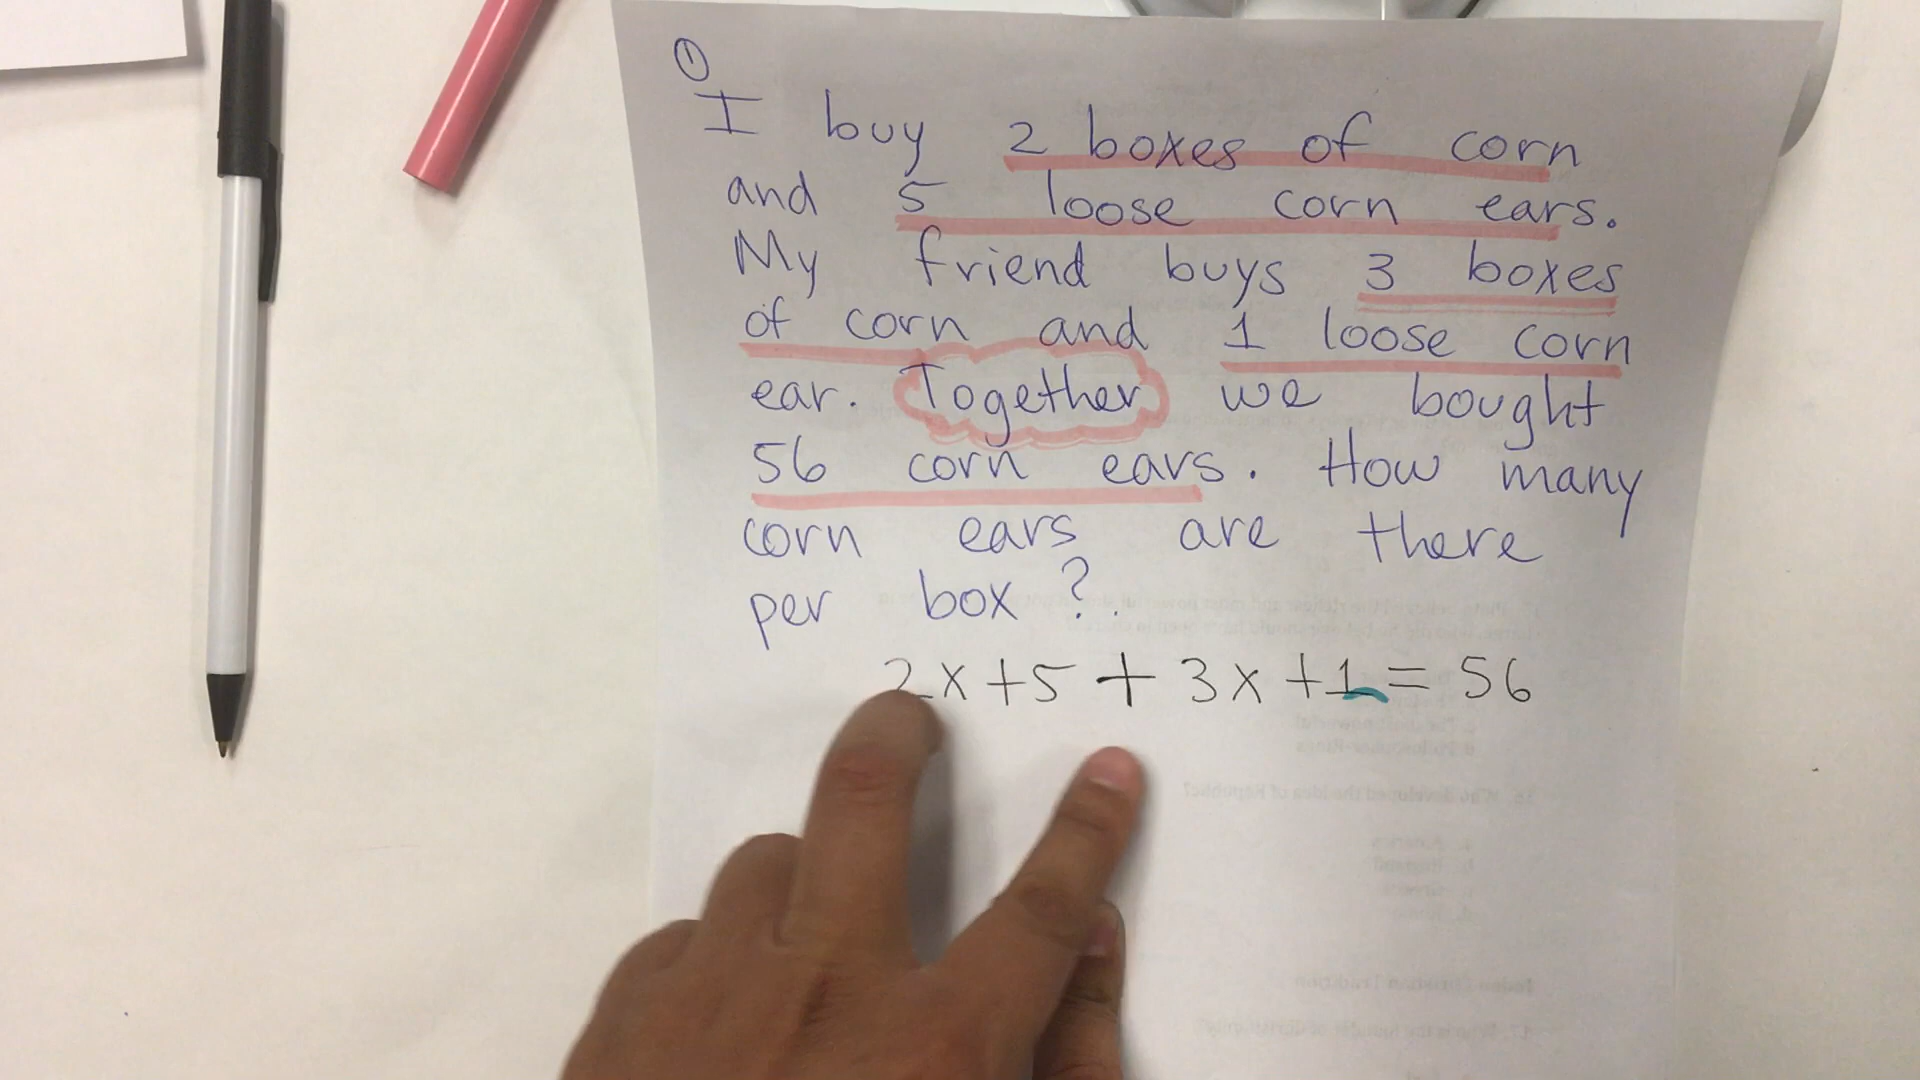 1
I buy 2 boxes of corn
and 5 loose corn ears.
My friend buys 3 boxes
of corn and 1 loose corn
ear. Together we bought
56 corn ears. How many
corn ears are there
per box?
2x+5 + 3x+1 = 56